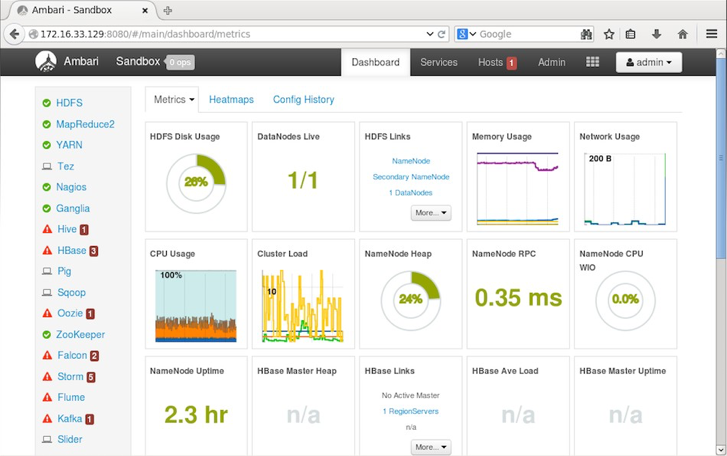 Ambari - Sandbox
172.16.33.129:8080/#/main/dashboard/metrics
Google
Ambari Sandbox 0 ops Dashboard Services Hosts 1 Admin admin
Metrics Heatmaps Config History
HDFS
MapReduce2
YARN
Tez
Nagios
Ganglia
Hive 1
HBase 3
Pig
Sqoop
Oozie 1
ZooKeeper
Falcon 2
Storm 5
Flume
Kafka 1
Slider
HDFS Disk Usage
26%
DataNodes Live
1/1
HDFS Links
NameNode
Secondary NameNode
1 DataNodes
More...
Memory Usage
Network Usage
200 B
CPU Usage
100%
Cluster Load
10
NameNode Heap
24%
NameNode RPC
0.35 ms
NameNode CPU
WIO
0.0%
NameNode Uptime
2.3 hr
HBase Master Heap
n/a
HBase Links
No Active Master
1 RegionServers
n/a
More...
HBase Ave Load
n/a
HBase Master Uptime
n/a